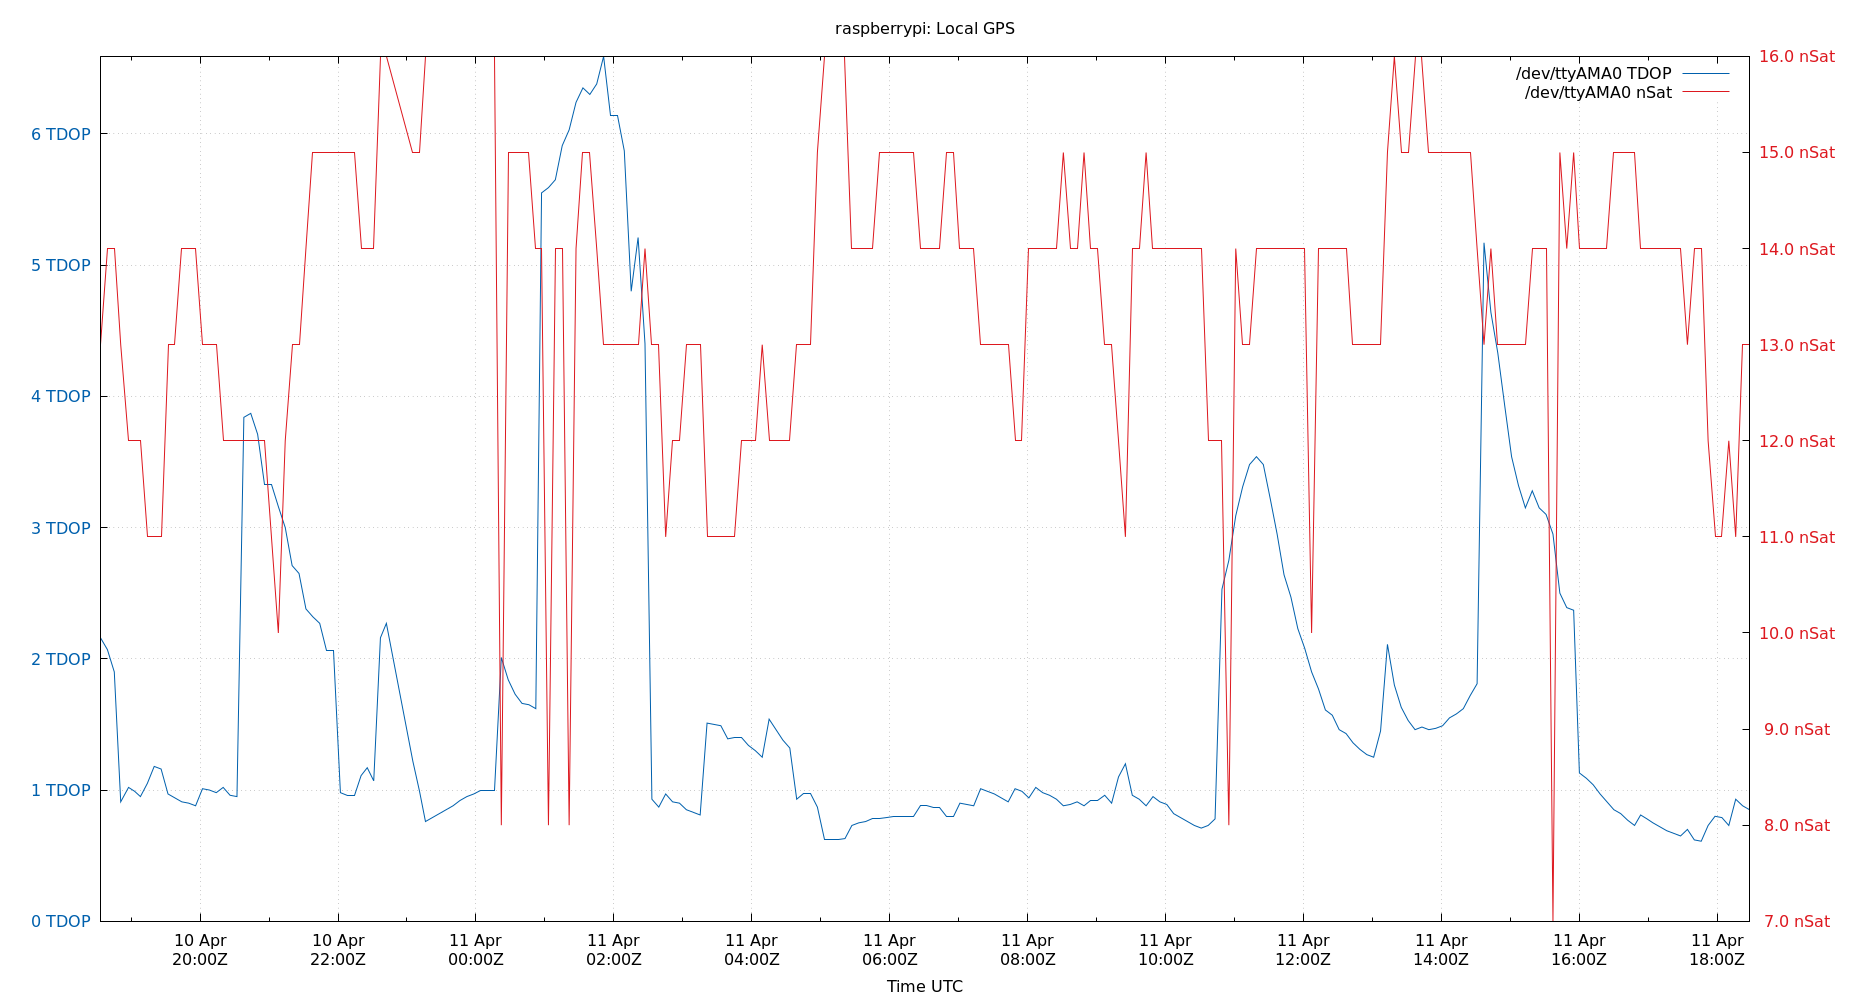 raspberrypi: Local GPS
/dev/ttyAMA0 TDOP
/dev/ttyAMA0 nSat
6 TDOP
5 TDOP
4 TDOP
3 TDOP
2 TDOP
1 TDOP
0 TDOP
16.0 nSat
15.0 nSat
14.0 nSat
13.0 nSat
12.0 nSat
11.0 nSat
10.0 nSat
9.0 nSat
8.0 nSat
7.0 nSat
10 Apr
20:00Z
10 Apr
22:00Z
11 Apr
00:00Z
11 Apr
02:00Z
11 Apr
04:00Z
11 Apr
06:00Z
11 Apr
08:00Z
11 Apr
10:00Z
11 Apr
12:00Z
11 Apr
14:00Z
11 Apr
16:00Z
11 Apr
18:00Z
Time UTC